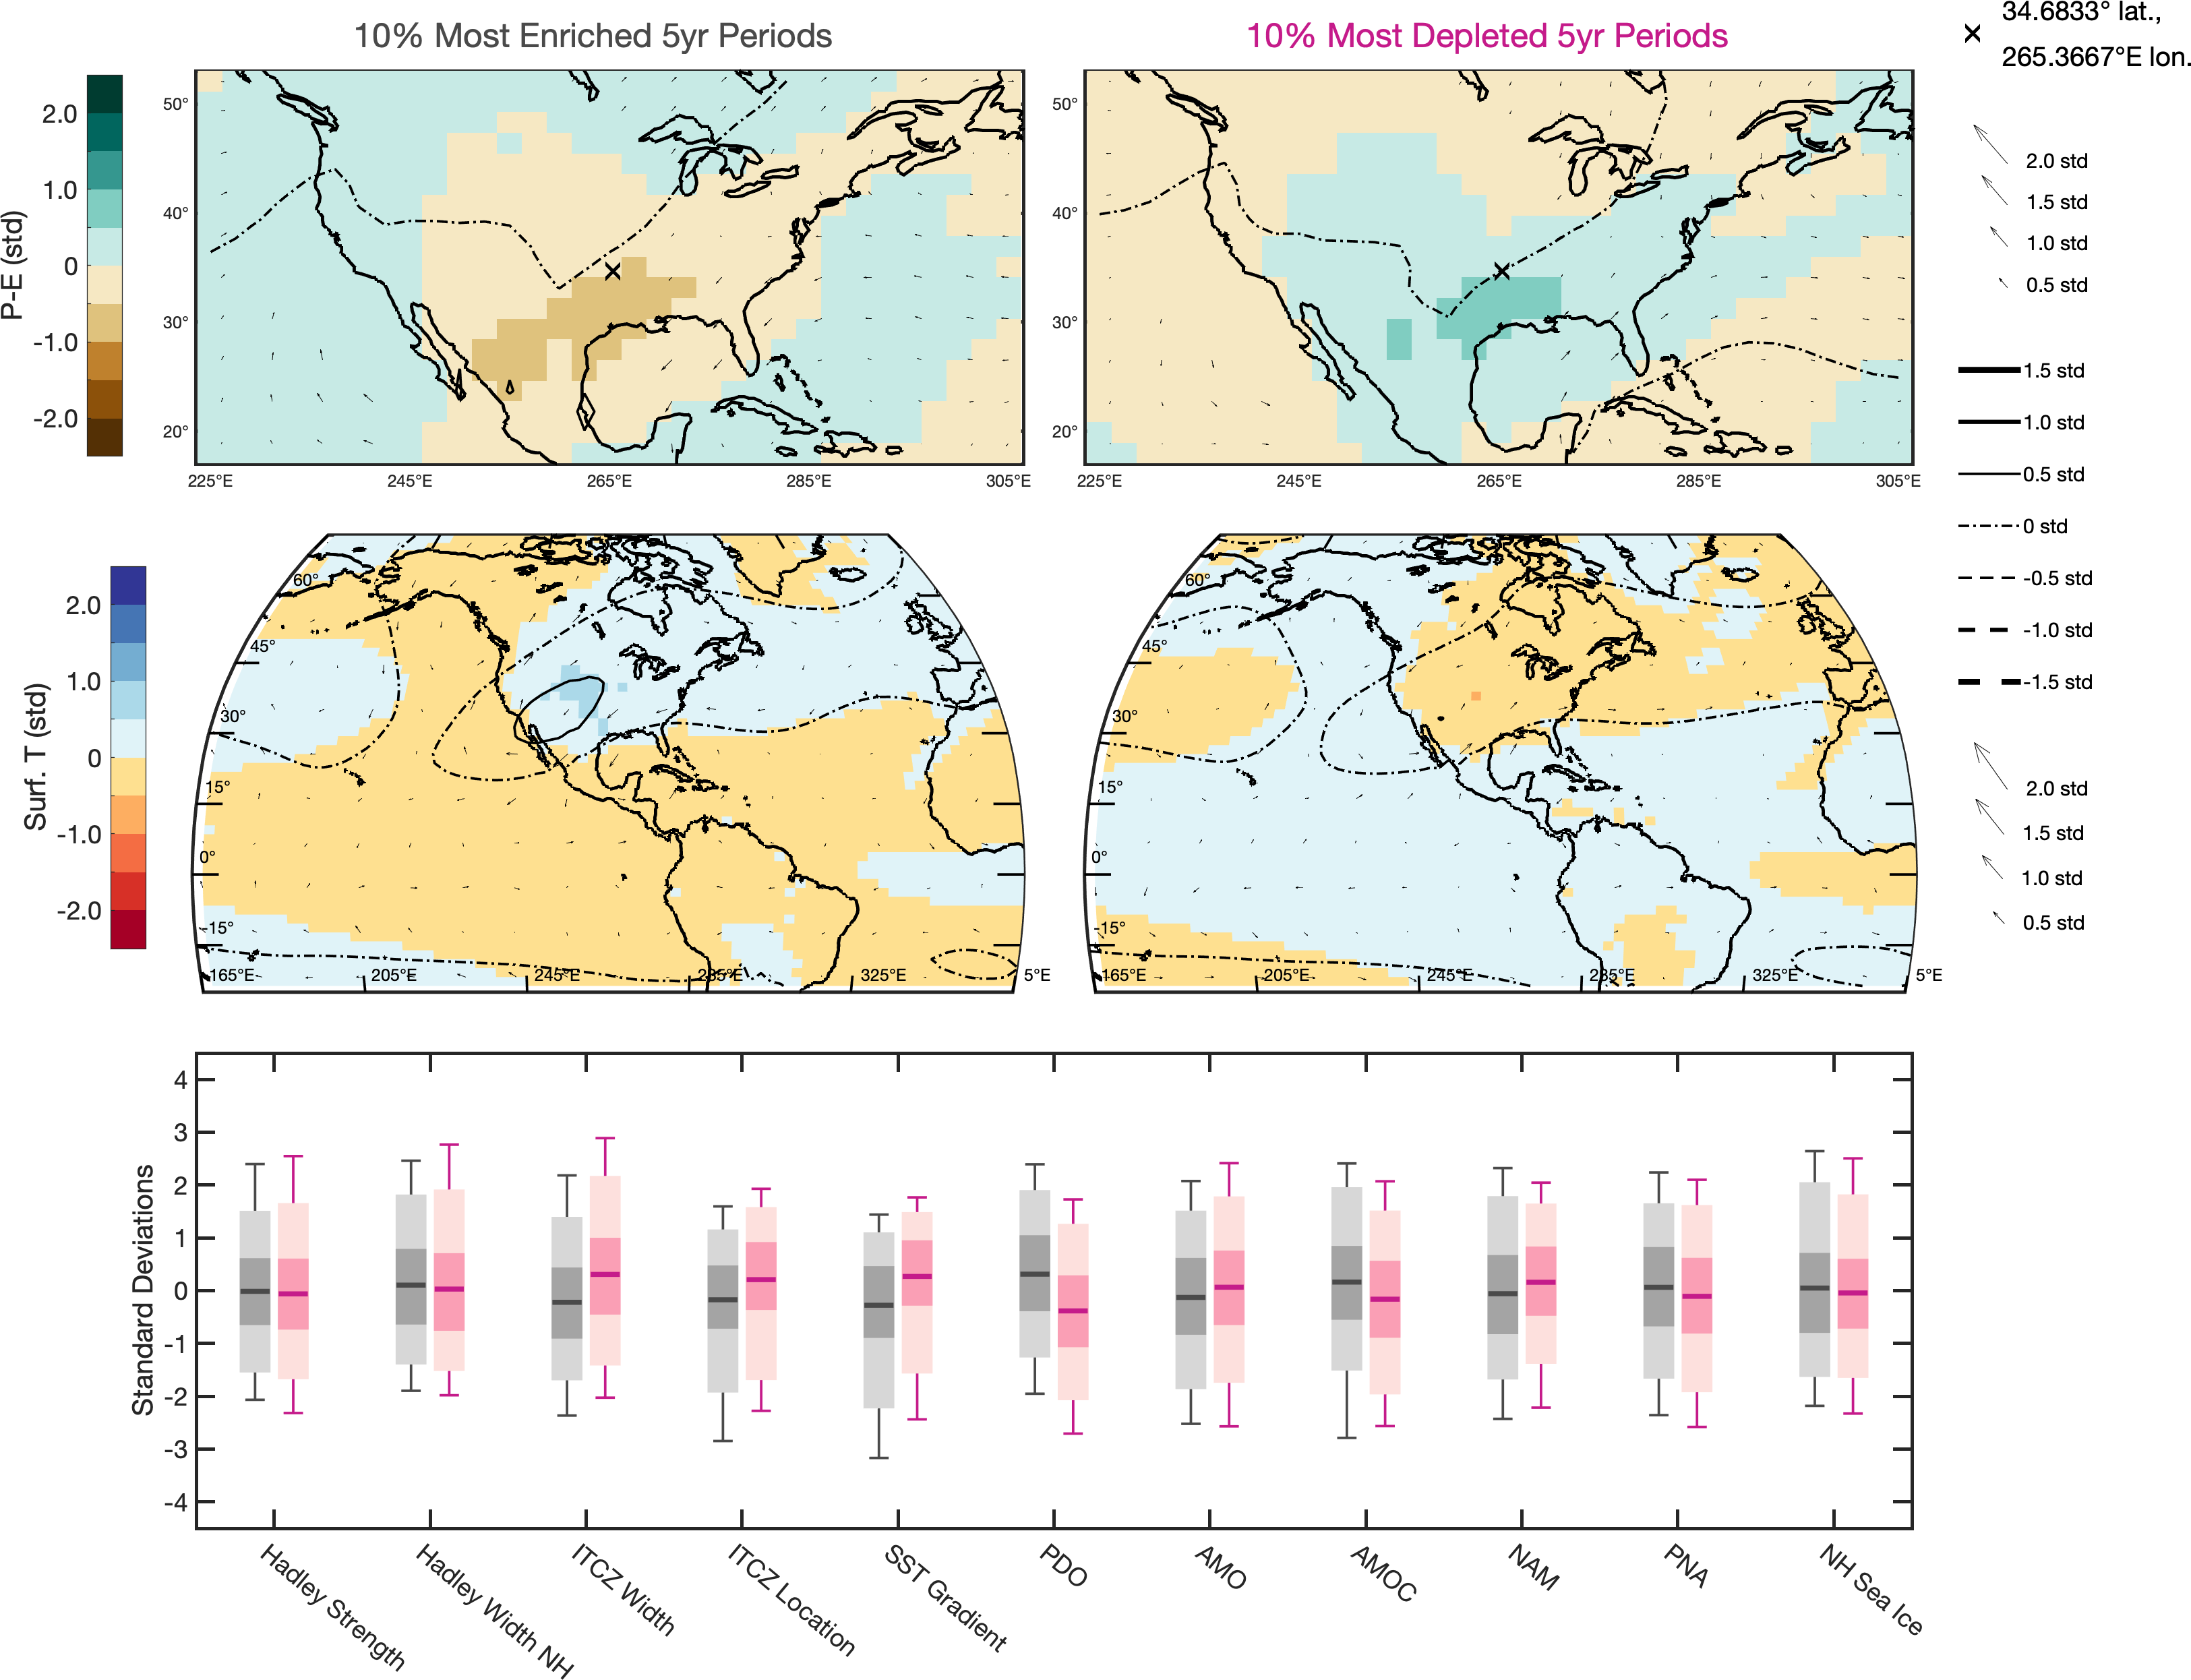 10% Most Enriched 5yr Periods
10% Most Depleted 5yr Periods
34.6833° lat.,
265.3667°E lon.
P-E (std)
2.0
1.0
0
-1.0
-2.0
50°
40°
30°
20°
225°E 245°E 265°E 285°E 305°E
50°
40°
30°
20°
225°E 245°E 265°E 285°E 305°E
2.0 std
1.5 std
1.0 std
0.5 std
1.5 std
1.0 std
0.5 std
0 std
-0.5 std
-1.0 std
-1.5 std
2.0 std
1.5 std
1.0 std
0.5 std
Surf. T (std)
2.0
1.0
0
-1.0
-2.0
60°
45°
30°
15°
0°
-15°
165°E 205°E 245°E 285°E 325°E 5°E
60°
45°
30°
15°
0°
-15°
165°E 205°E 245°E 285°E 325°E 5°E
Standard Deviations
4
3
2
1
0
-1
-2
-3
-4
Hadley Strength
Hadley Width NH
ITCZ Width
ITCZ Location
SST Gradient
PDO
AMO
AMOC
NAM
PNA
NH Sea Ice